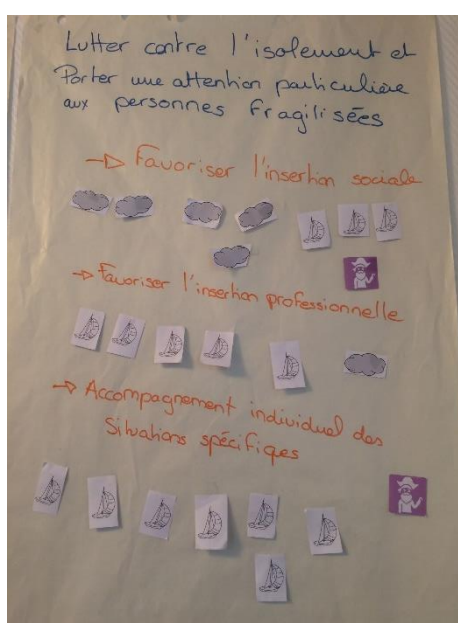 Lutter contre l'isolement et
Porter une attention particulière
aux personnes fragilisées
→ Favoriser l'insertion sociale
→ Favoriser l'insertion professionnelle
→ Accompagnement individuel des
Situations spécifiques